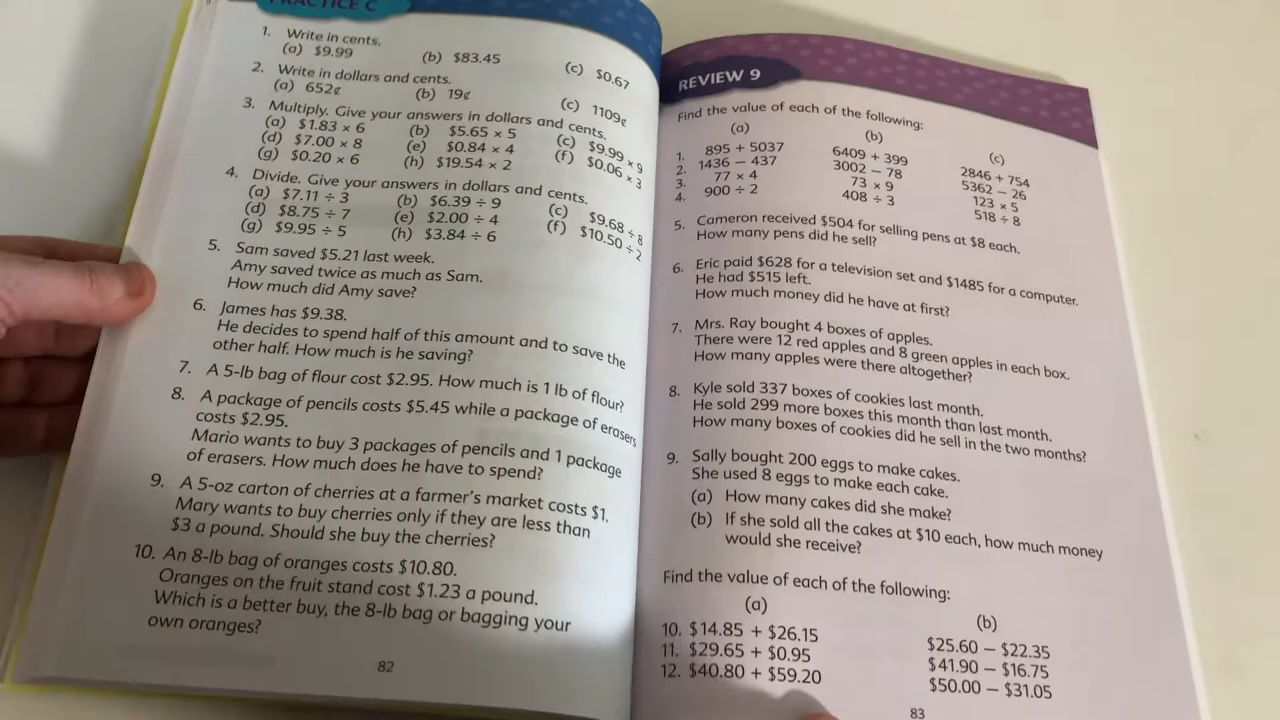 PRACTICE C
1. Write in cents.
(a) $9.99 (b) $83.45 (c) $0.67
2. Write in dollars and cents.
(a) 652¢ (b) 19¢ (c) 1109¢
3. Multiply. Give your answers in dollars and cents.
(a) $1.83 × 6 (b) $5.65 × 5 (c) $9.99 × 9
(d) $7.00 × 8 (e) $0.84 × 4 (f) $0.06 × 3
(g) $0.20 × 6 (h) $19.54 × 2
4. Divide. Give your answers in dollars and cents.
(a) $7.11 ÷ 3 (b) $6.39 ÷ 9 (c) $9.68 ÷ 8
(d) $8.75 ÷ 7 (e) $2.00 ÷ 4 (f) $10.50 ÷ 2
(g) $9.95 ÷ 5 (h) $3.84 ÷ 6
5. Sam saved $5.21 last week.
Amy saved twice as much as Sam.
How much did Amy save?
6. James has $9.38.
He decides to spend half of this amount and to save the
other half. How much is he saving?
7. A 5-lb bag of flour cost $2.95. How much is 1 lb of flour?
8. A package of pencils costs $5.45 while a package of erasers
costs $2.95.
Mario wants to buy 3 packages of pencils and 1 package
of erasers. How much does he have to spend?
9. A 5-oz carton of cherries at a farmer's market costs $1.
Mary wants to buy cherries only if they are less than
$3 a pound. Should she buy the cherries?
10. An 8-lb bag of oranges costs $10.80.
Oranges on the fruit stand cost $1.23 a pound.
Which is a better buy, the 8-lb bag or bagging your
own oranges?
82
REVIEW 9
Find the value of each of the following:
(a) (b) (c)
1. 895 + 5037 6409 + 399 2846 + 754
2. 1436 − 437 3002 − 78 5362 − 26
3. 77 × 4 73 × 9 123 × 5
4. 900 ÷ 2 408 ÷ 3 518 ÷ 8
5. Cameron received $504 for selling pens at $8 each.
How many pens did he sell?
6. Eric paid $628 for a television set and $1485 for a computer.
He had $515 left.
How much money did he have at first?
7. Mrs. Ray bought 4 boxes of apples.
There were 12 red apples and 8 green apples in each box.
How many apples were there altogether?
8. Kyle sold 337 boxes of cookies last month.
He sold 299 more boxes this month than last month.
How many boxes of cookies did he sell in the two months?
9. Sally bought 200 eggs to make cakes.
She used 8 eggs to make each cake.
(a) How many cakes did she make?
(b) If she sold all the cakes at $10 each, how much money
would she receive?
Find the value of each of the following:
(a) (b)
10. $14.85 + $26.15 $25.60 − $22.35
11. $29.65 + $0.95 $41.90 − $16.75
12. $40.80 + $59.20 $50.00 − $31.05
83